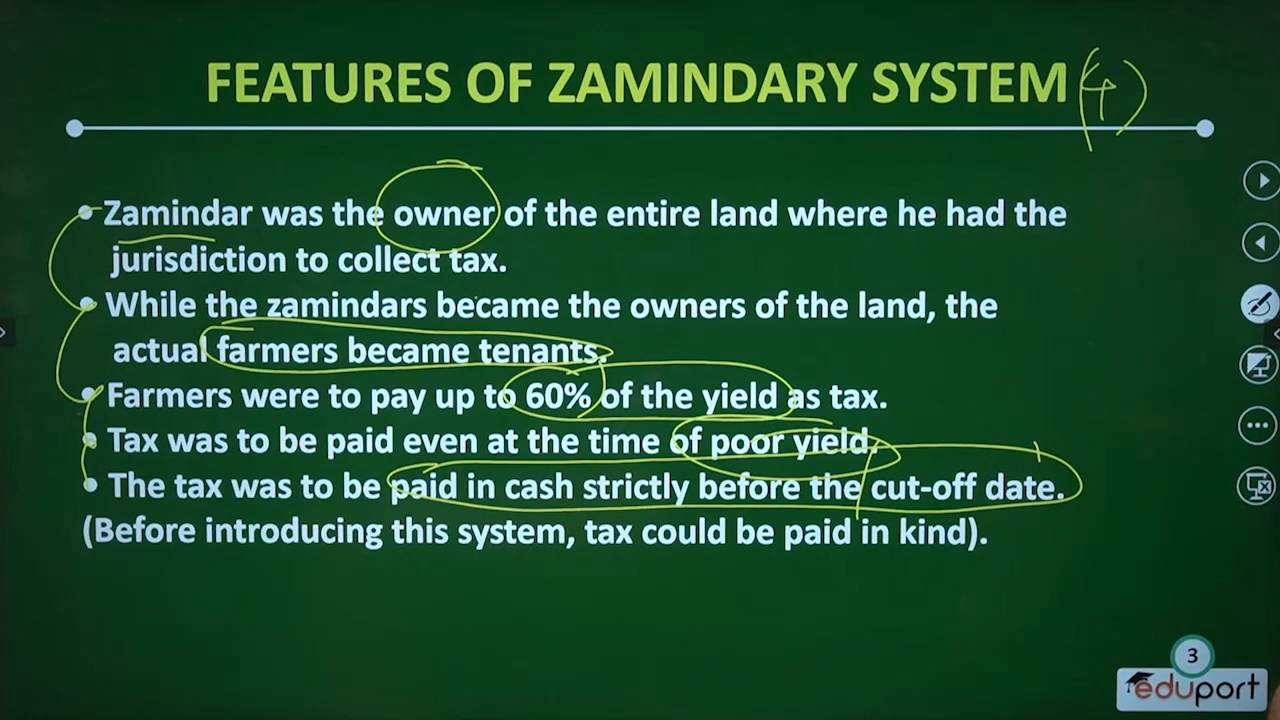 FEATURES OF ZAMINDARY SYSTEM (4)
• Zamindar was the owner of the entire land where he had the
jurisdiction to collect tax.
• While the zamindars became the owners of the land, the
actual farmers became tenants.
• Farmers were to pay up to 60% of the yield as tax.
• Tax was to be paid even at the time of poor yield.
• The tax was to be paid in cash strictly before the cut-off date.
(Before introducing this system, tax could be paid in kind).
3
eduport